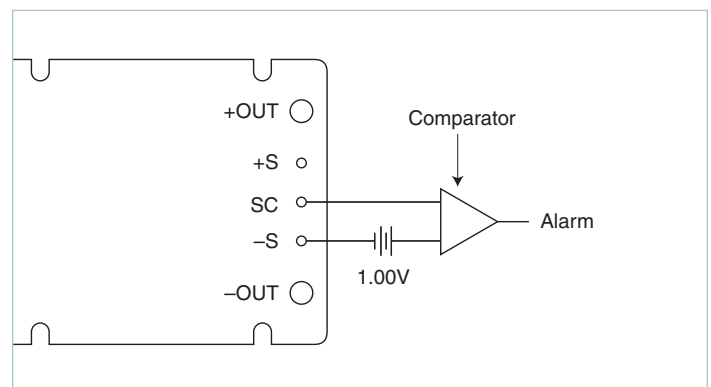 +OUT
Comparator
+S
SC
Alarm
–S
1.00V
–OUT